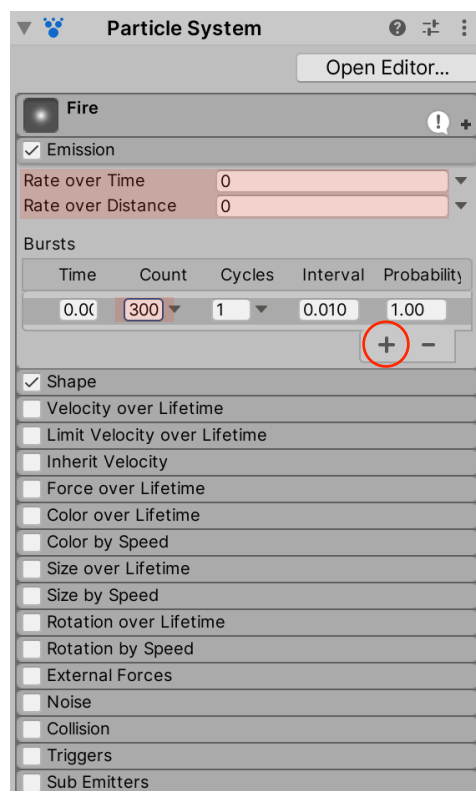 Particle System
Open Editor...
Fire
Emission
Rate over Time 0
Rate over Distance 0
Bursts
Time Count Cycles Interval Probability
0.00 300 1 0.010 1.00
Shape
Velocity over Lifetime
Limit Velocity over Lifetime
Inherit Velocity
Force over Lifetime
Color over Lifetime
Color by Speed
Size over Lifetime
Size by Speed
Rotation over Lifetime
Rotation by Speed
External Forces
Noise
Collision
Triggers
Sub Emitters